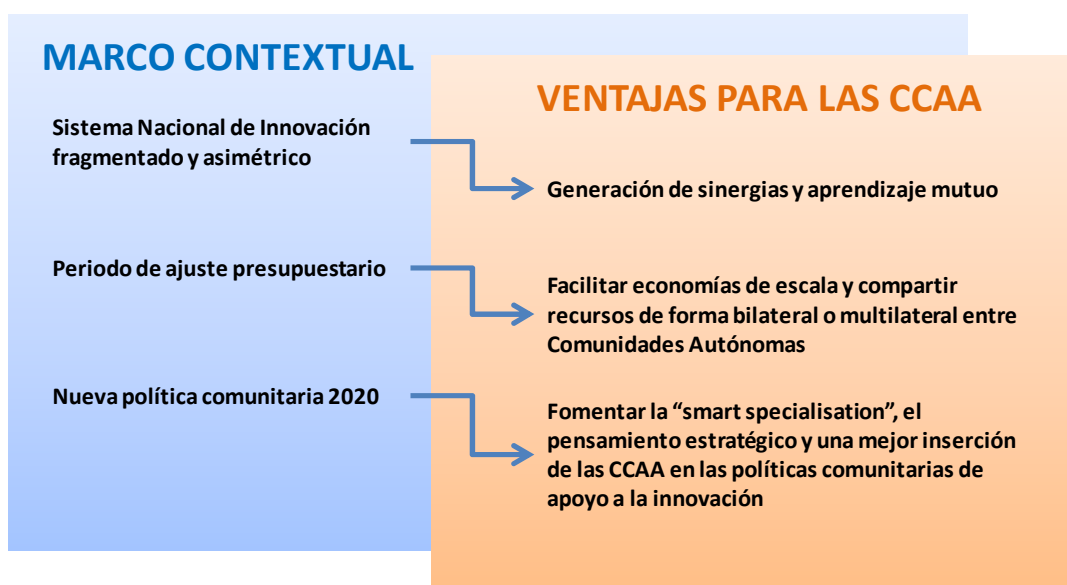 MARCO CONTEXTUAL
Sistema Nacional de Innovación
fragmentado y asimétrico
Periodo de ajuste presupuestario
Nueva política comunitaria 2020
VENTAJAS PARA LAS CCAA
Generación de sinergias y aprendizaje mutuo
Facilitar economías de escala y compartir
recursos de forma bilateral o multilateral entre
Comunidades Autónomas
Fomentar la “smart specialisation”, el
pensamiento estratégico y una mejor inserción
de las CCAA en las políticas comunitarias de
apoyo a la innovación